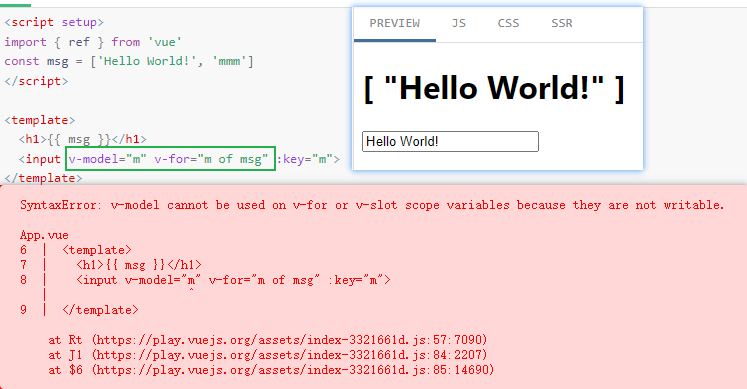 <script setup>
import { ref } from 'vue'
const msg = ['Hello World!', 'mmm']
</script>
<template>
<h1>{{ msg }}</h1>
<input v-model="m" v-for="m of msg" :key="m">
</template>
PREVIEW JS CSS SSR
[ "Hello World!" ]
Hello World!
SyntaxError: v-model cannot be used on v-for or v-slot scope variables because they are not writable.
App.vue
6 | <template>
7 | <h1>{{ msg }}</h1>
8 | <input v-model="m" v-for="m of msg" :key="m">
| ^
9 | </template>
at Rt (https://play.vuejs.org/assets/index-3321661d.js:57:7090)
at J1 (https://play.vuejs.org/assets/index-3321661d.js:84:2207)
at $6 (https://play.vuejs.org/assets/index-3321661d.js:85:14690)